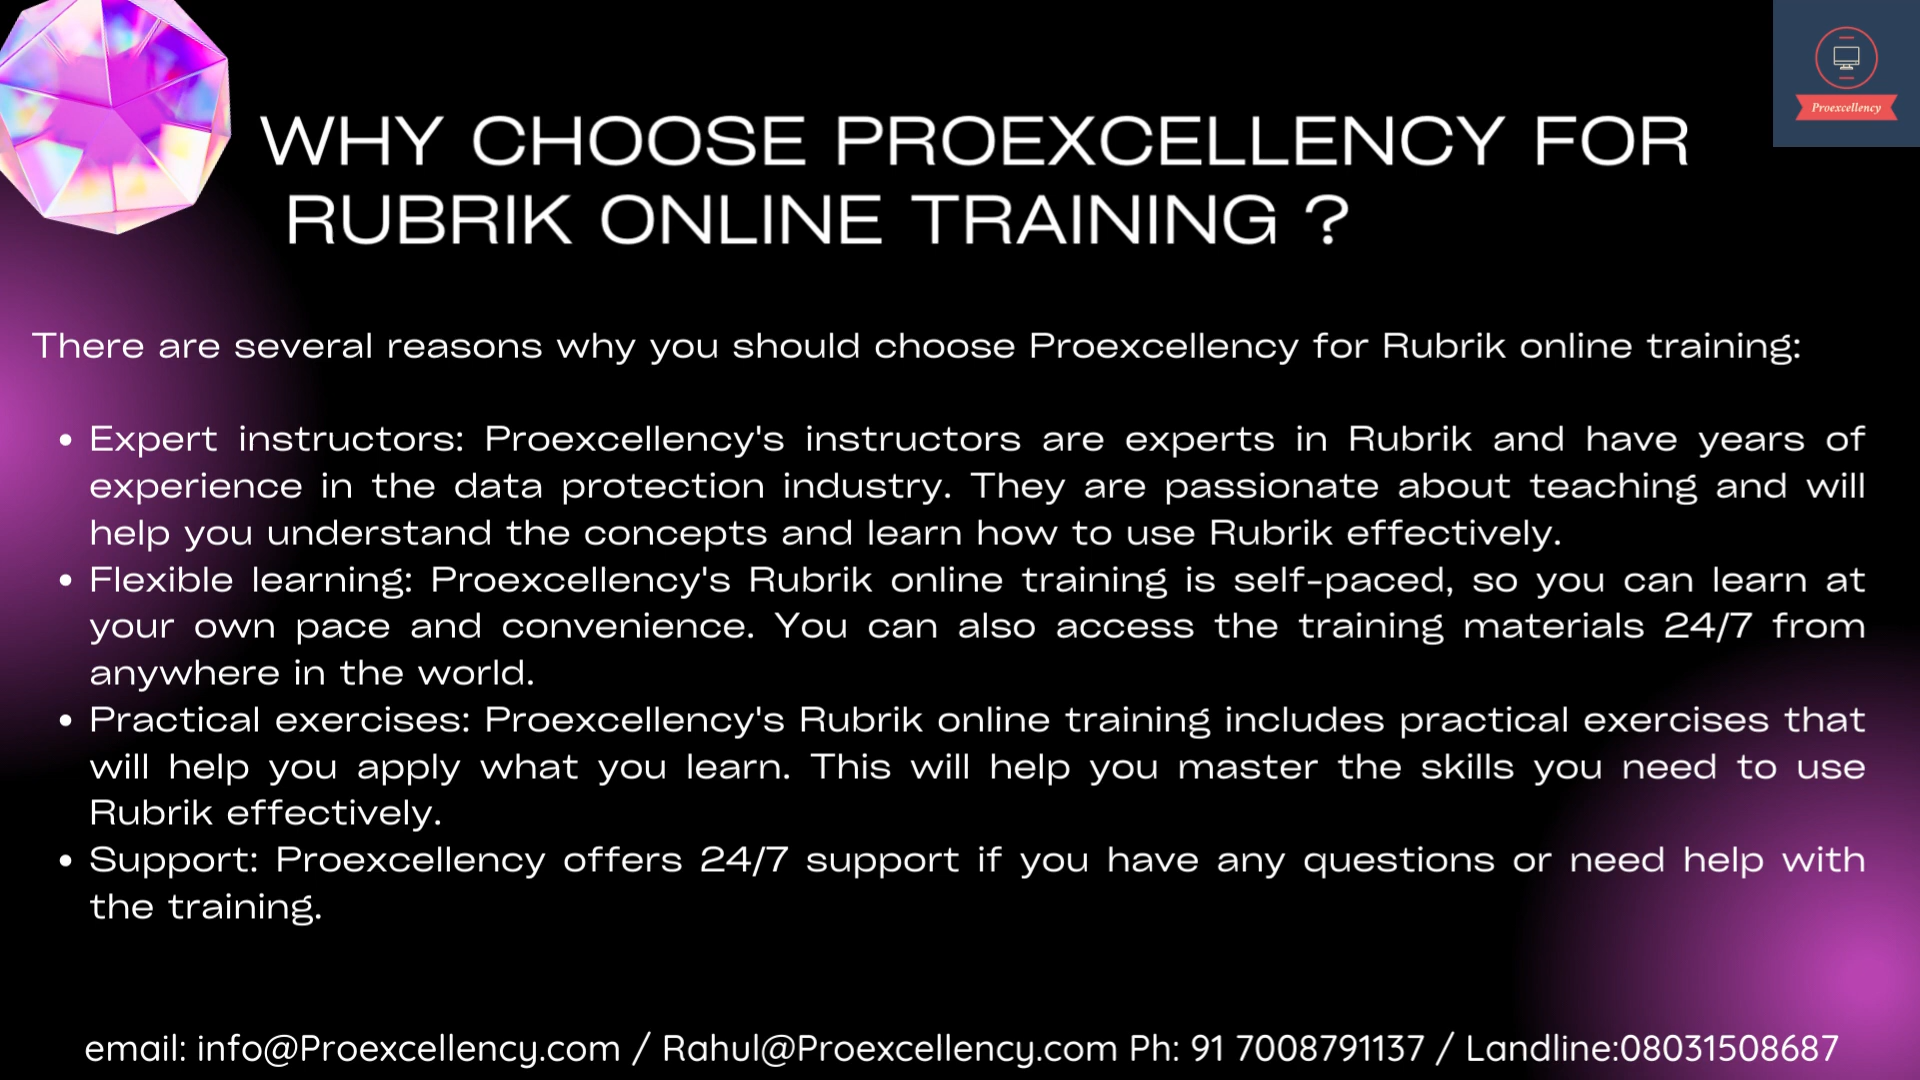 Proexcellency
WHY CHOOSE PROEXCELLENCY FOR
RUBRIK ONLINE TRAINING ?
There are several reasons why you should choose Proexcellency for Rubrik online training:
• Expert instructors: Proexcellency's instructors are experts in Rubrik and have years of
experience in the data protection industry. They are passionate about teaching and will
help you understand the concepts and learn how to use Rubrik effectively.
• Flexible learning: Proexcellency's Rubrik online training is self-paced, so you can learn at
your own pace and convenience. You can also access the training materials 24/7 from
anywhere in the world.
• Practical exercises: Proexcellency's Rubrik online training includes practical exercises that
will help you apply what you learn. This will help you master the skills you need to use
Rubrik effectively.
• Support: Proexcellency offers 24/7 support if you have any questions or need help with
the training.
email: info@Proexcellency.com / Rahul@Proexcellency.com Ph: 91 7008791137 / Landline:08031508687